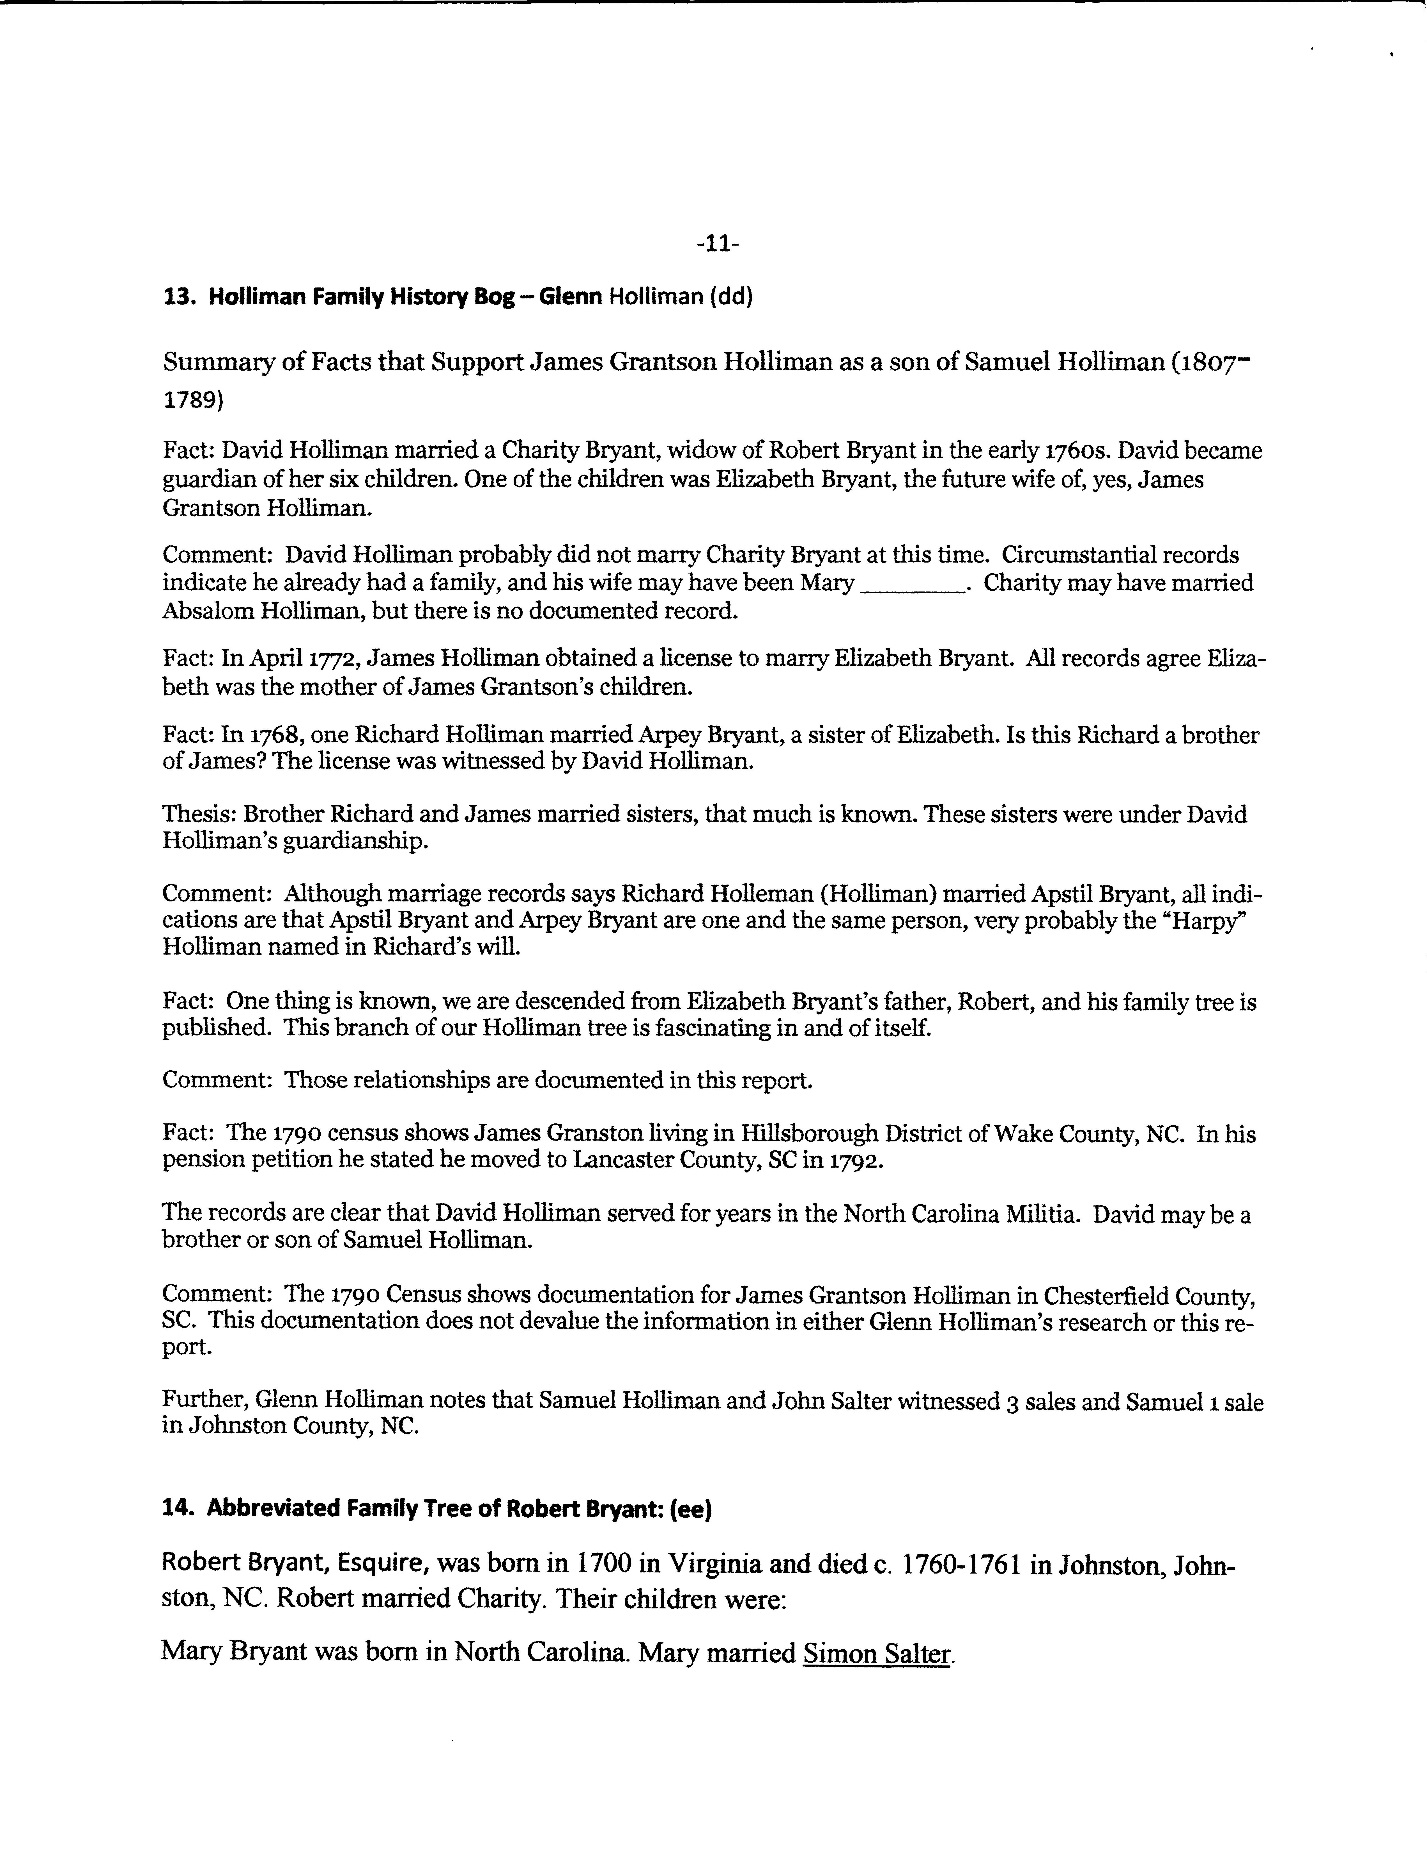 -11-
13. Holliman Family History Bog – Glenn Holliman (dd)
Summary of Facts that Support James Grantson Holliman as a son of Samuel Holliman (1807-
1789)
Fact: David Holliman married a Charity Bryant, widow of Robert Bryant in the early 1760s. David became
guardian of her six children. One of the children was Elizabeth Bryant, the future wife of, yes, James
Grantson Holliman.
Comment: David Holliman probably did not marry Charity Bryant at this time. Circumstantial records
indicate he already had a family, and his wife may have been Mary ________. Charity may have married
Absalom Holliman, but there is no documented record.
Fact: In April 1772, James Holliman obtained a license to marry Elizabeth Bryant. All records agree Eliza-
beth was the mother of James Grantson's children.
Fact: In 1768, one Richard Holliman married Arpey Bryant, a sister of Elizabeth. Is this Richard a brother
of James? The license was witnessed by David Holliman.
Thesis: Brother Richard and James married sisters, that much is known. These sisters were under David
Holliman's guardianship.
Comment: Although marriage records says Richard Holleman (Holliman) married Apstil Bryant, all indi-
cations are that Apstil Bryant and Arpey Bryant are one and the same person, very probably the "Harpy"
Holliman named in Richard's will.
Fact: One thing is known, we are descended from Elizabeth Bryant's father, Robert, and his family tree is
published. This branch of our Holliman tree is fascinating in and of itself.
Comment: Those relationships are documented in this report.
Fact: The 1790 census shows James Granston living in Hillsborough District of Wake County, NC. In his
pension petition he stated he moved to Lancaster County, SC in 1792.
The records are clear that David Holliman served for years in the North Carolina Militia. David may be a
brother or son of Samuel Holliman.
Comment: The 1790 Census shows documentation for James Grantson Holliman in Chesterfield County,
SC. This documentation does not devalue the information in either Glenn Holliman's research or this re-
port.
Further, Glenn Holliman notes that Samuel Holliman and John Salter witnessed 3 sales and Samuel 1 sale
in Johnston County, NC.
14. Abbreviated Family Tree of Robert Bryant: (ee)
Robert Bryant, Esquire, was born in 1700 in Virginia and died c. 1760-1761 in Johnston, John-
ston, NC. Robert married Charity. Their children were:
Mary Bryant was born in North Carolina. Mary married Simon Salter.